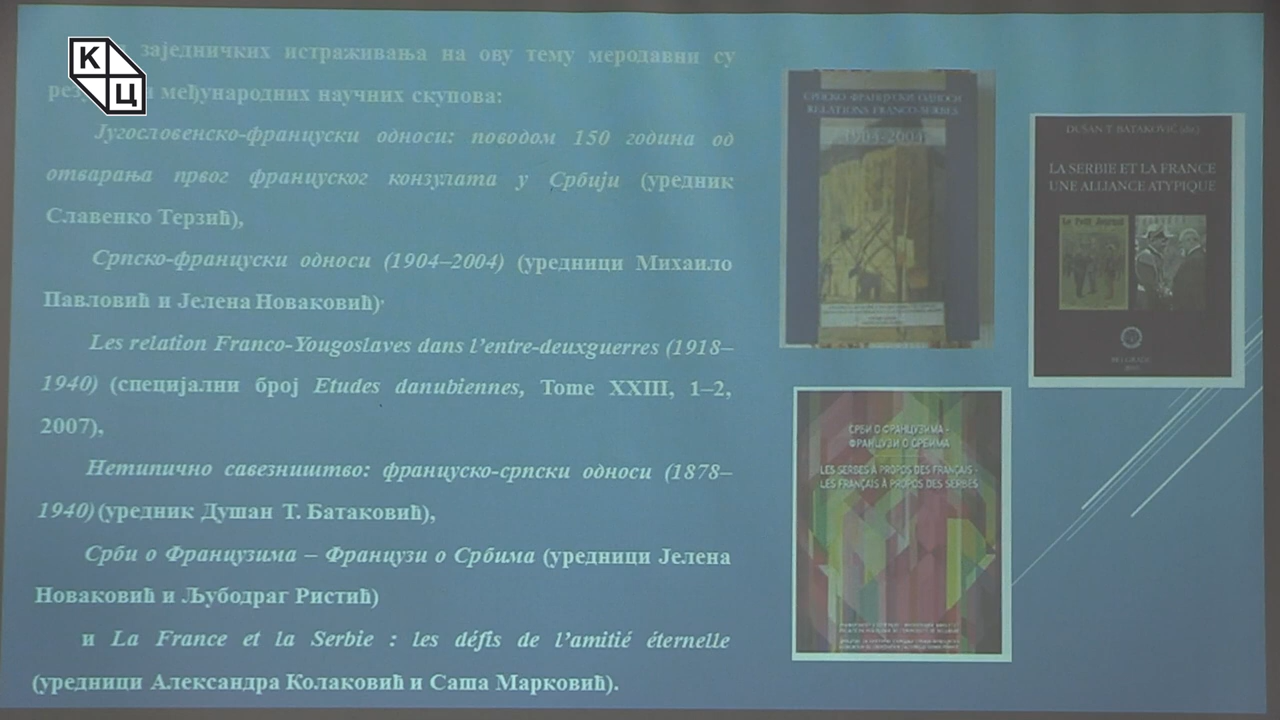 К
Ц
заједничких истраживања на ову тему меродавни су
међународних научних скупова:
Југословенско-француски односи: поводом 150 година од
отварања првог француског конзулата у Србији (уредник
Славенко Терзић),
Српско-француски односи (1904–2004) (уредници Михаило
Павловић и Јелена Новаковић),
Les relation Franco-Yougoslaves dans l’entre-deuxguerres (1918–
1940) (специјални број Etudes danubiennes, Tome XXIII, 1–2,
2007),
Нетипично савезништво: француско-српски односи (1878–
1940) (уредник Душан Т. Батаковић),
Срби о Французима – Французи о Србима (уредници Јелена
Новаковић и Љубодраг Ристић)
и La France et la Serbie : les défis de l’amitié éternelle
(уредници Александра Колаковић и Саша Марковић).
СРПСКО-ФРАНЦУСКИ ОДНОСИ
RELATIONS FRANCO-SERBES
1904-2004
DUŠAN T. BATAKOVIĆ (dir.)
LA SERBIE ET LA FRANCE
UNE ALLIANCE ATYPIQUE
Le Petit Journal
BELGRADE
СРБИ О ФРАНЦУЗИМА -
ФРАНЦУЗИ О СРБИМА
LES SERBES À PROPOS DES FRANÇAIS -
LES FRANÇAIS À PROPOS DES SERBES